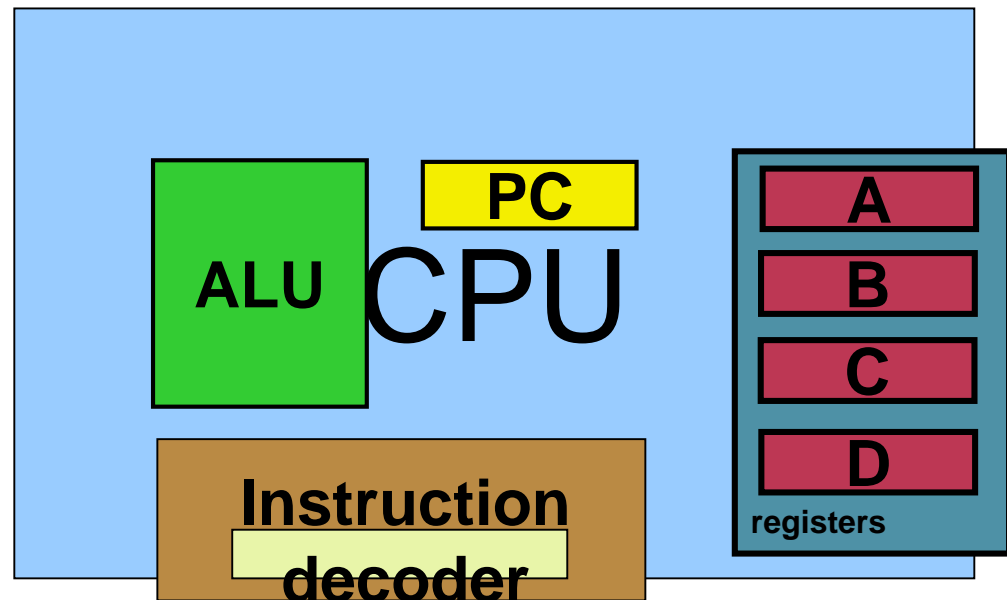 PC
ALU
CPU
A
B
C
D
registers
Instruction
decoder